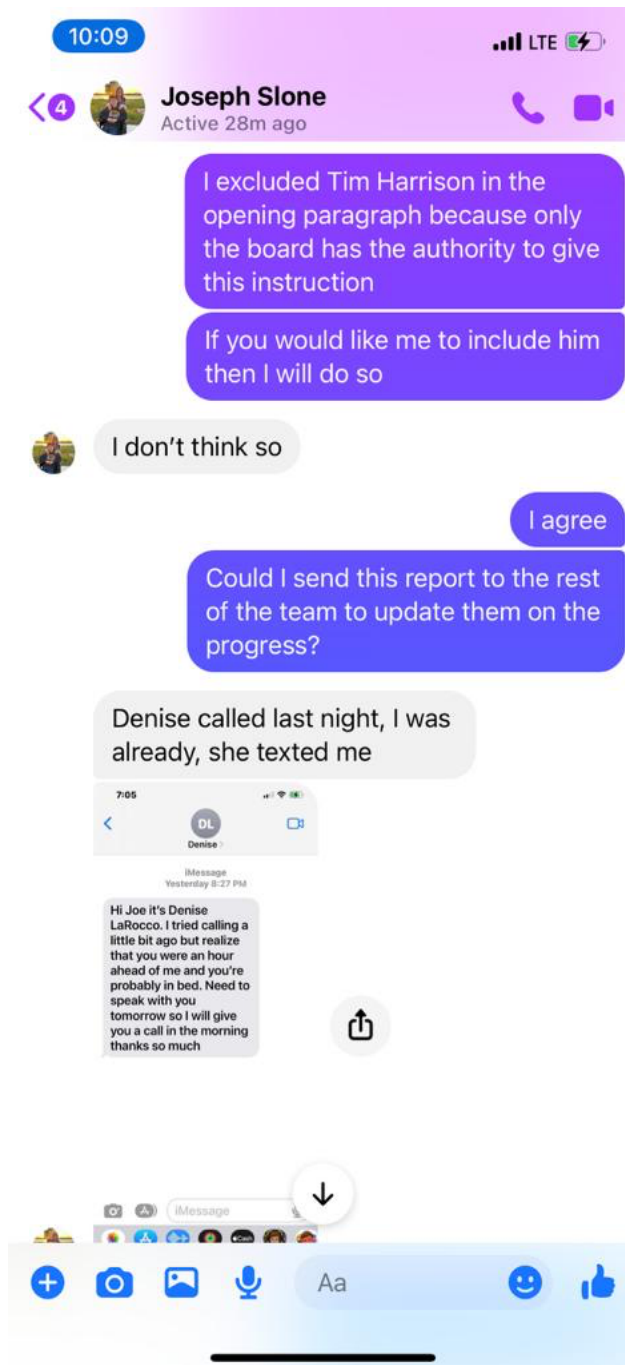 10:09
LTE
4
Joseph Slone
Active 28m ago
I excluded Tim Harrison in the
opening paragraph because only
the board has the authority to give
this instruction
If you would like me to include him
then I will do so
I don't think so
I agree
Could I send this report to the rest
of the team to update them on the
progress?
Denise called last night, I was
already, she texted me
7:05
DL
Denise
iMessage
Yesterday 8:27 PM
Hi Joe it's Denise
LaRocco. I tried calling a
little bit ago but realize
that you were an hour
ahead of me and you're
probably in bed. Need to
speak with you
tomorrow so I will give
you a call in the morning
thanks so much
iMessage
Cash
Aa